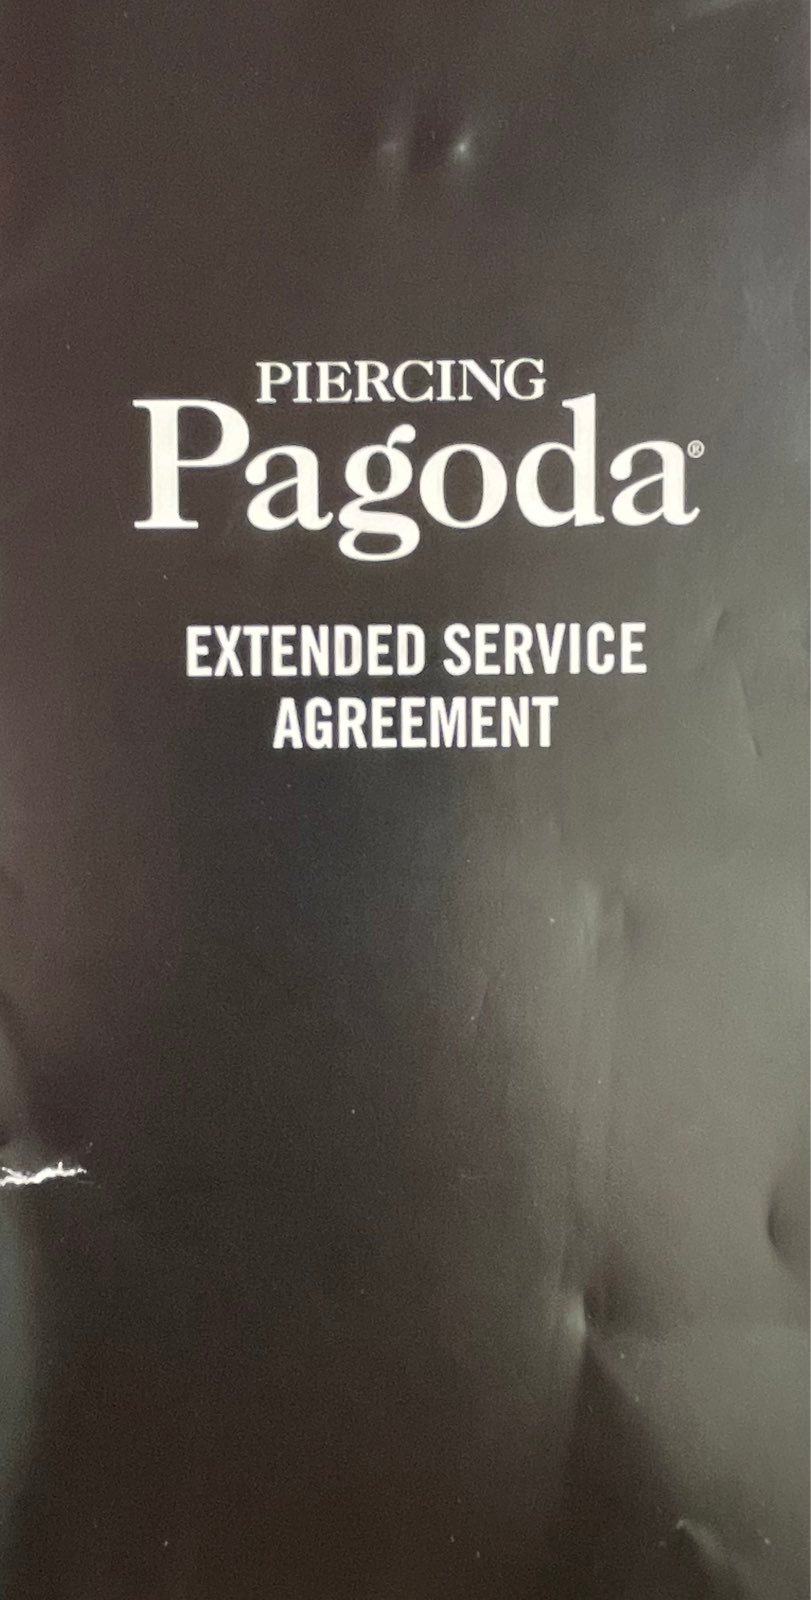 PIERCING
Pagoda®
EXTENDED SERVICE
AGREEMENT